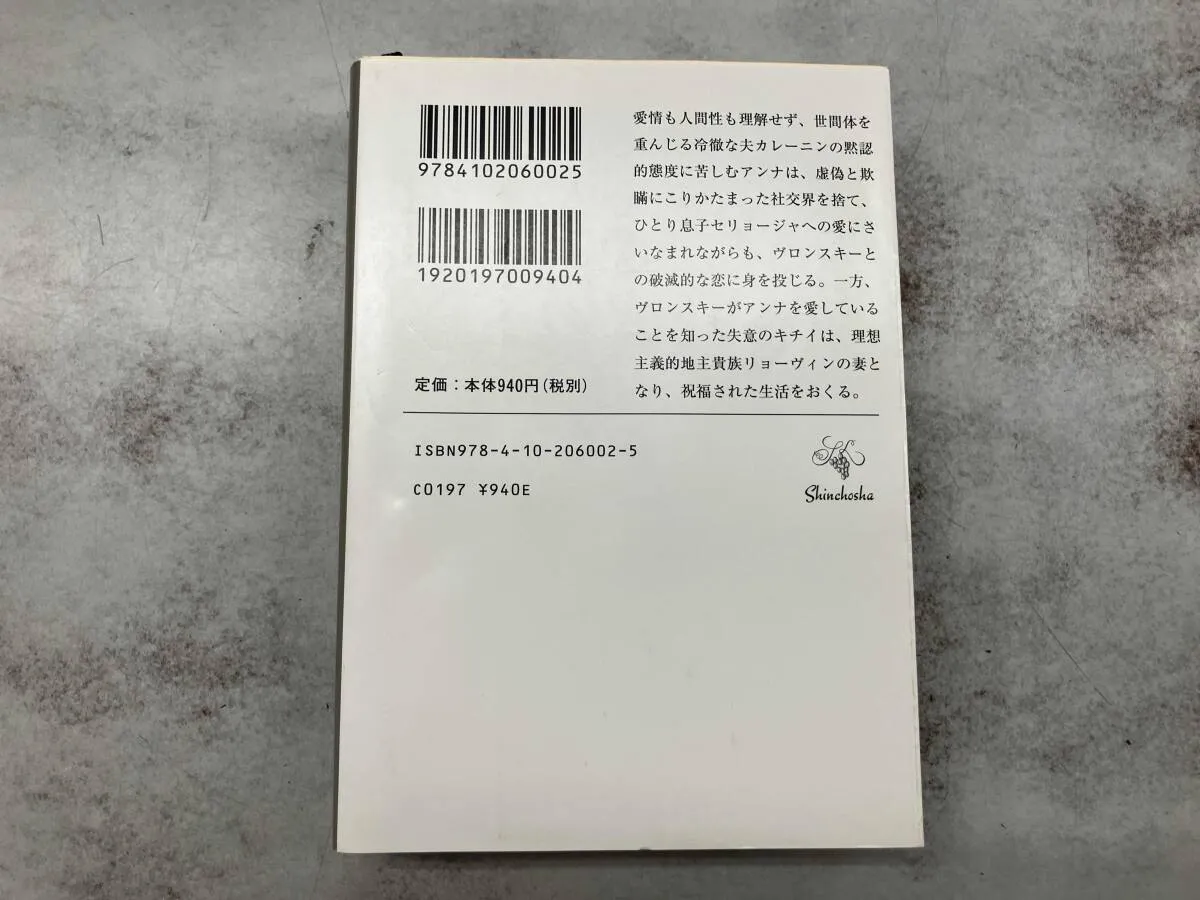 9784102060025
1920197009404
定価：本体940円(税別)
愛情も人間性も理解せず、世間体を
重んじる冷徹な夫カレーニンの黙認
的態度に苦しむアンナは、虚偽と欺
瞞にこりかたまった社交界を捨て、
ひとり息子セリョージャへの愛にさ
いなまれながらも、ヴロンスキーと
の破滅的な恋に身を投じる。一方、
ヴロンスキーがアンナを愛している
ことを知った失意のキチイは、理想
主義的地主貴族リョーヴィンの妻と
なり、祝福された生活をおくる。
ISBN978-4-10-206002-5
C0197 ¥940E
Shinchosha